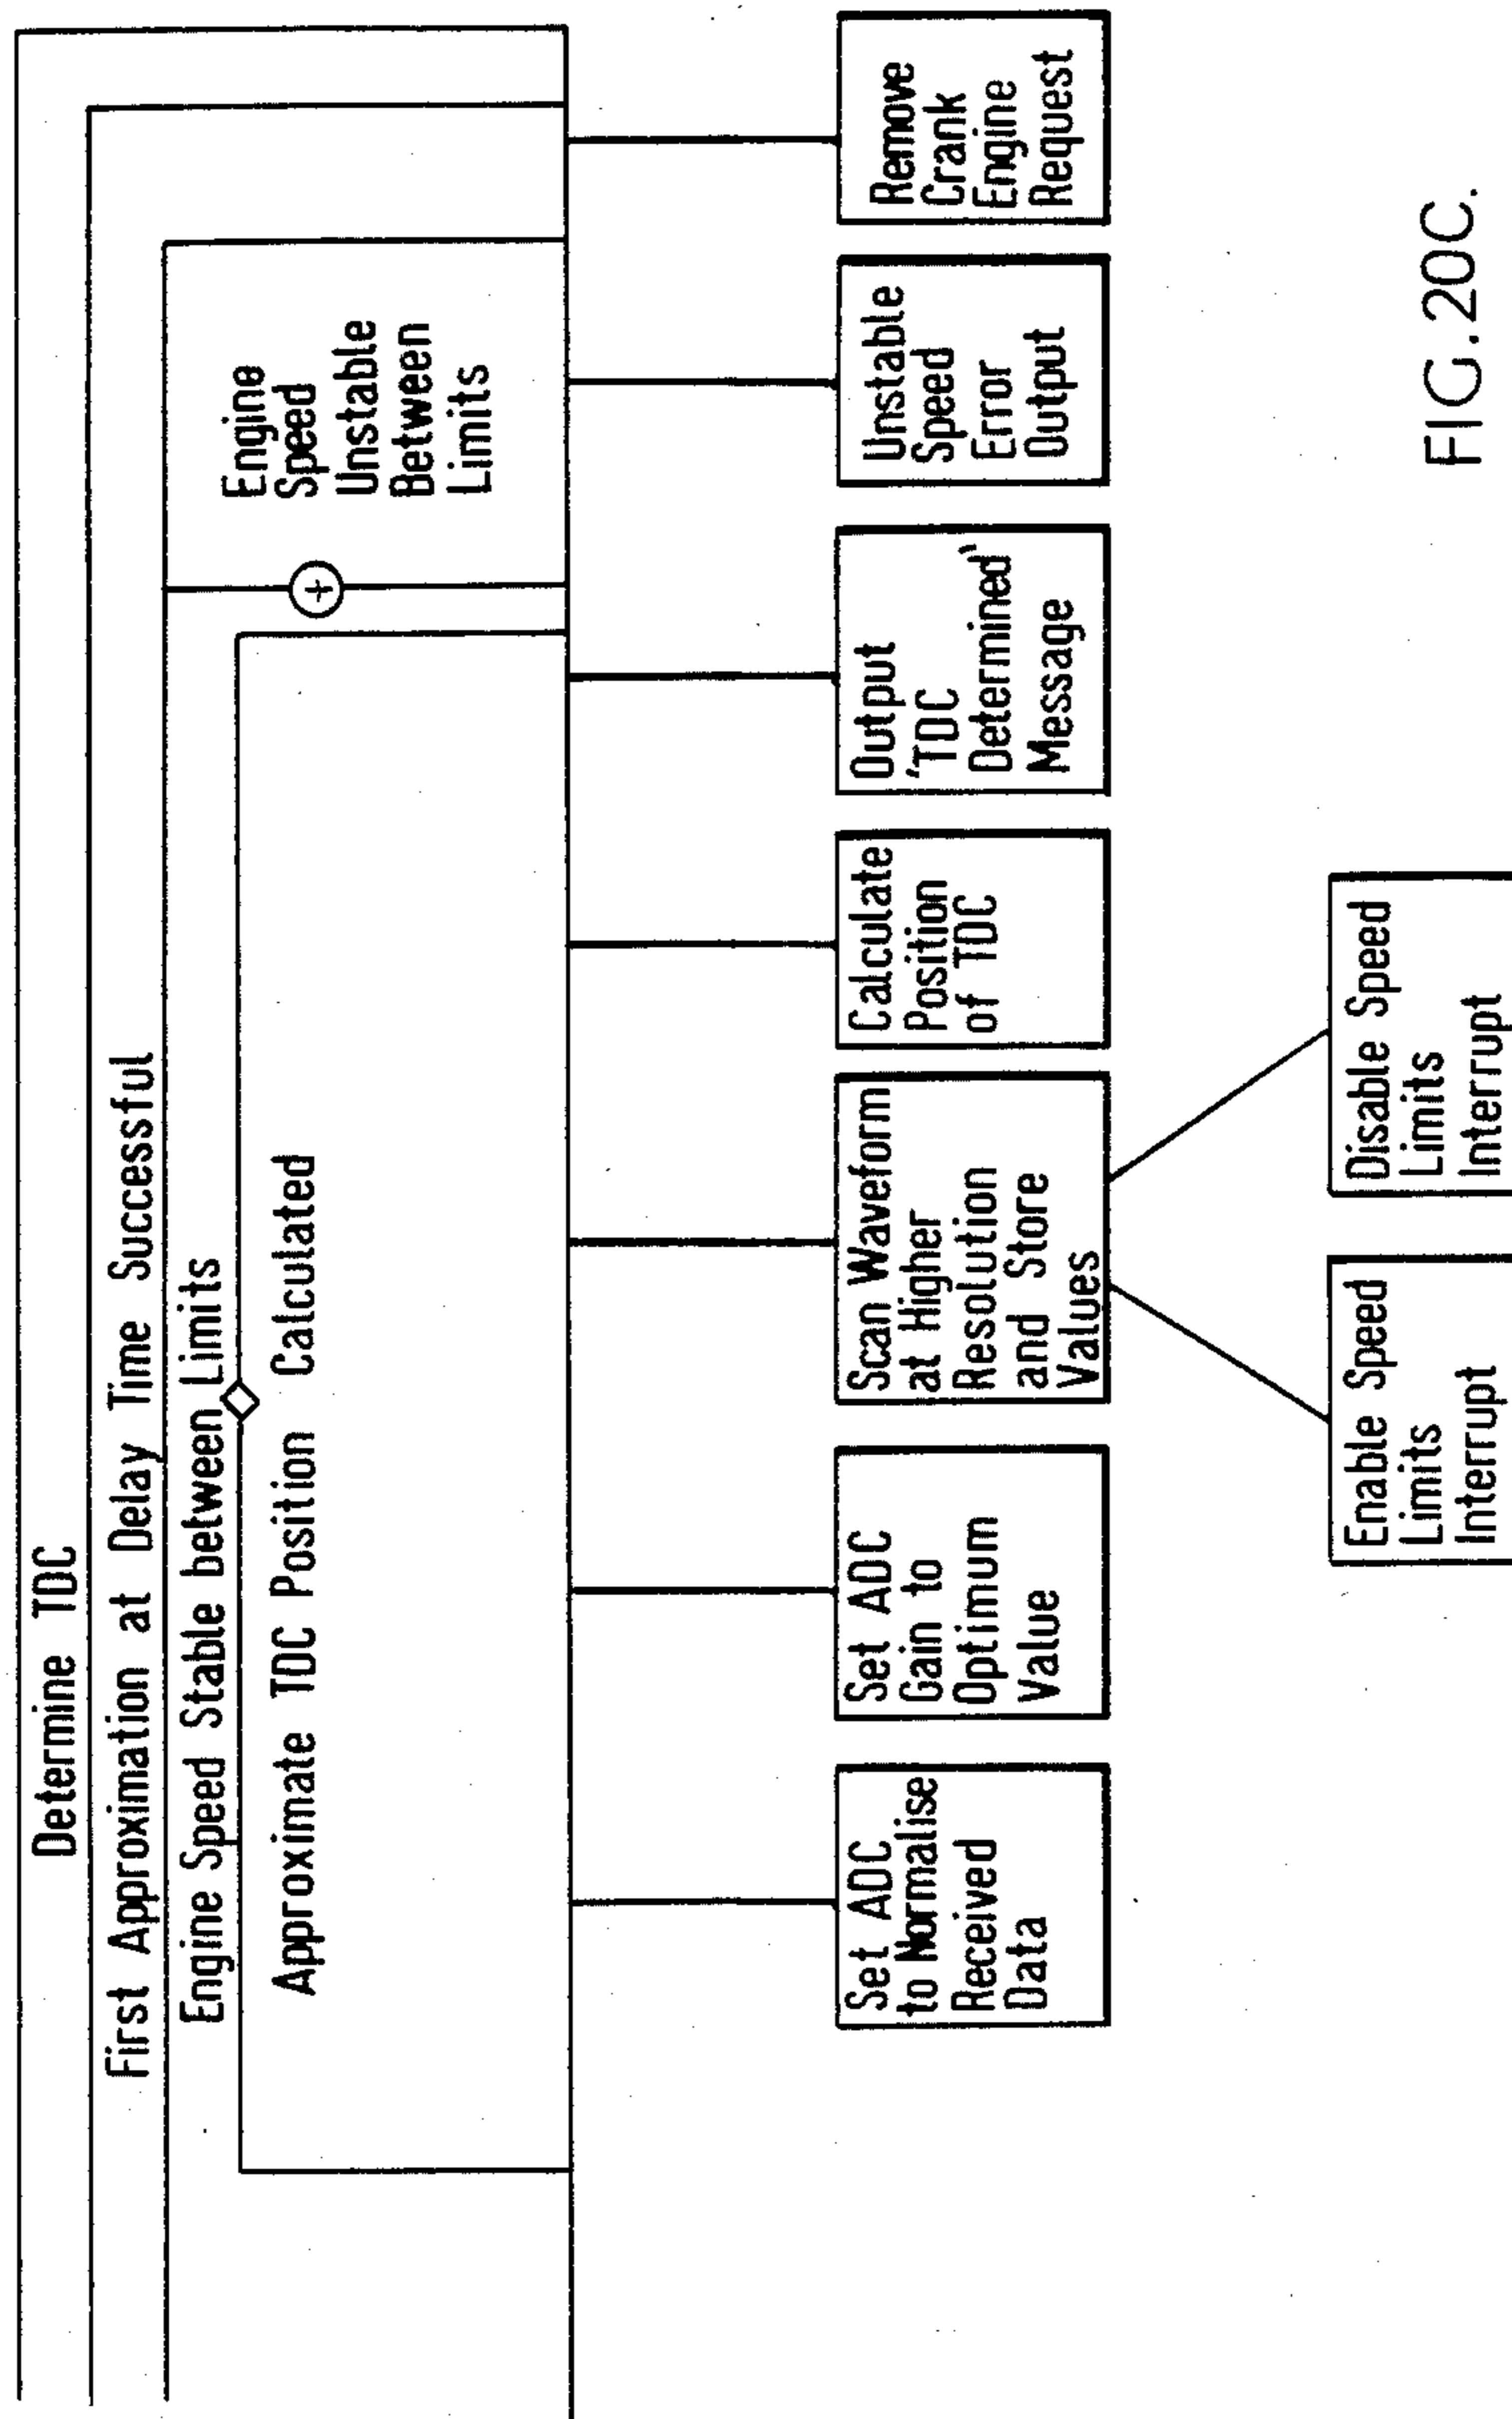 Determine TDC
First Approximation at Delay Time Successful
Engine Speed Stable between Limits
Approximate TDC Position Calculated
Engine
Speed
Unstable
Between
Limits
+
Set ADC
to Normalise
Received
Data
Set ADC
Gain to
Optimum
Value
Scan Waveform
at Higher
Resolution
and Store
Values
Calculate
Position
of TDC
Output
'TDC
Determined'
Message
Unstable
Speed
Error
Output
Remove
Crank
Engine
Request
Enable Speed
Limits
Interrupt
Disable Speed
Limits
Interrupt
FIG.20C.